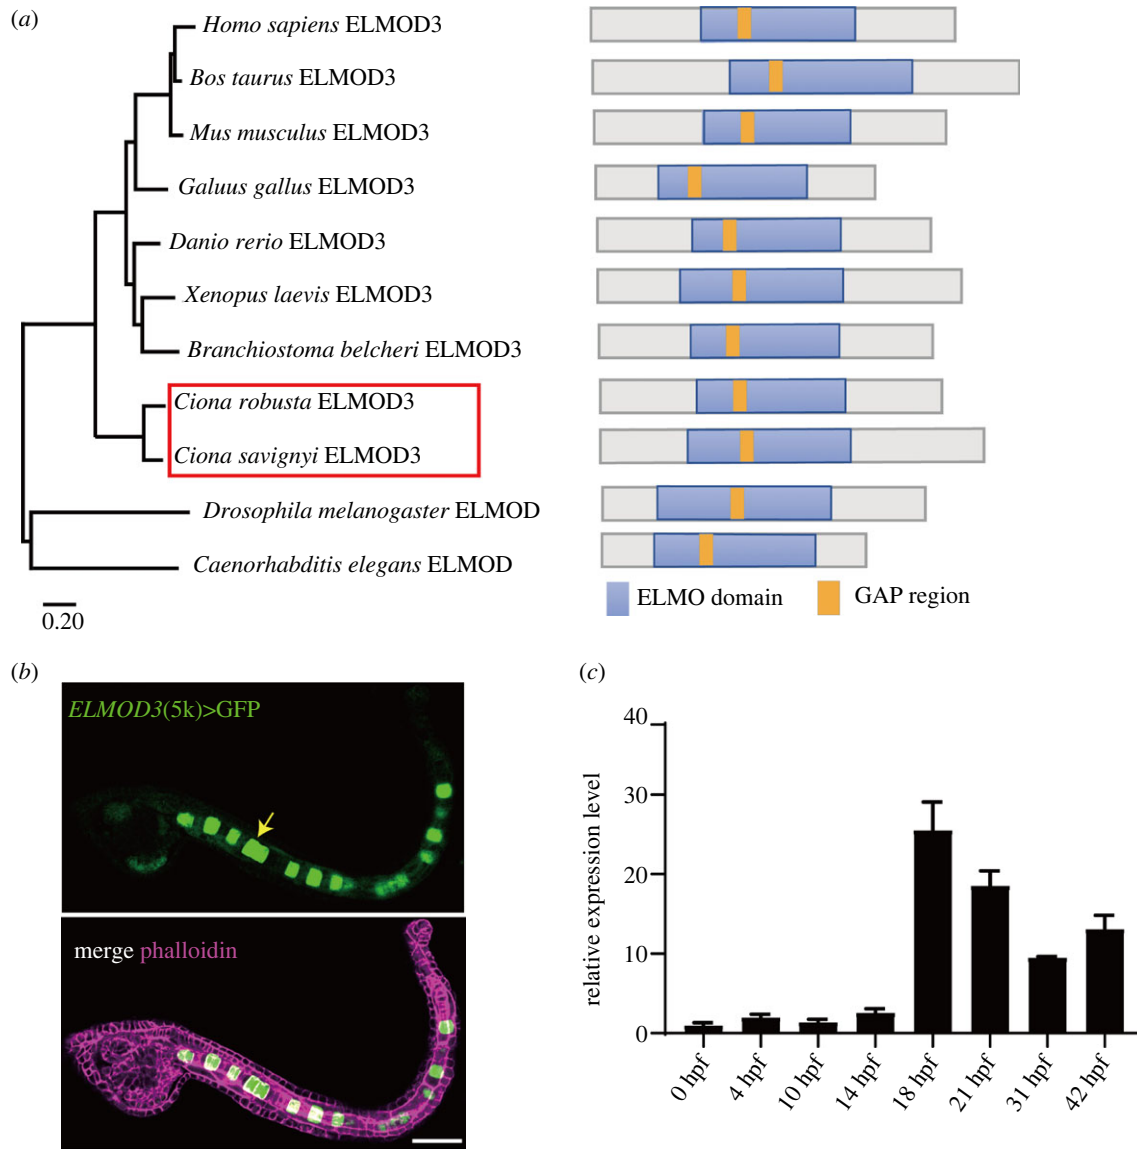 (a)
Homo sapiens ELMOD3
Bos taurus ELMOD3
Mus musculus ELMOD3
Galuus gallus ELMOD3
Danio rerio ELMOD3
Xenopus laevis ELMOD3
Branchiostoma belcheri ELMOD3
Ciona robusta ELMOD3
Ciona savignyi ELMOD3
Drosophila melanogaster ELMOD
Caenorhabditis elegans ELMOD
0.20
ELMO domain
GAP region
(b)
ELMOD3(5k)>GFP
merge phalloidin
(c)
relative expression level
40
30
20
10
0
0 hpf
4 hpf
10 hpf
14 hpf
18 hpf
21 hpf
31 hpf
42 hpf